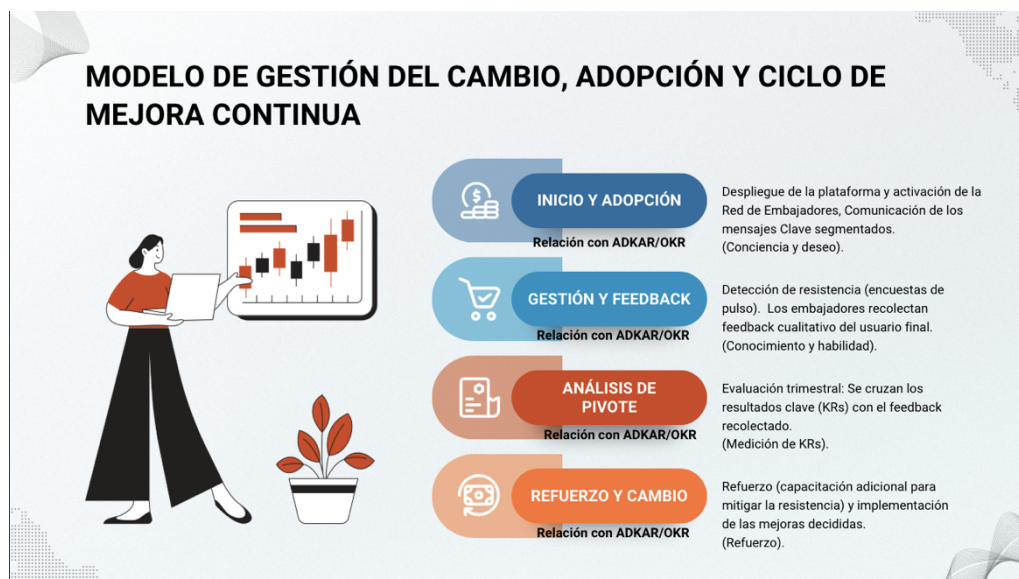 MODELO DE GESTIÓN DEL CAMBIO, ADOPCIÓN Y CICLO DE
MEJORA CONTINUA
INICIO Y ADOPCIÓN
Relación con ADKAR/OKR
Despliegue de la plataforma y activación de la
Red de Embajadores, Comunicación de los
mensajes Clave segmentados.
(Conciencia y deseo).
GESTIÓN Y FEEDBACK
Relación con ADKAR/OKR
Detección de resistencia (encuestas de
pulso).  Los embajadores recolectan
feedback cualitativo del usuario final.
(Conocimiento y habilidad).
ANÁLISIS DE
PIVOTE
Relación con ADKAR/OKR
Evaluación trimestral: Se cruzan los
resultados clave (KRs) con el feedback
recolectado.
(Medición de KRs).
REFUERZO Y CAMBIO
Relación con ADKAR/OKR
Refuerzo (capacitación adicional para
mitigar la resistencia) y implementación
de las mejoras decididas.
(Refuerzo).